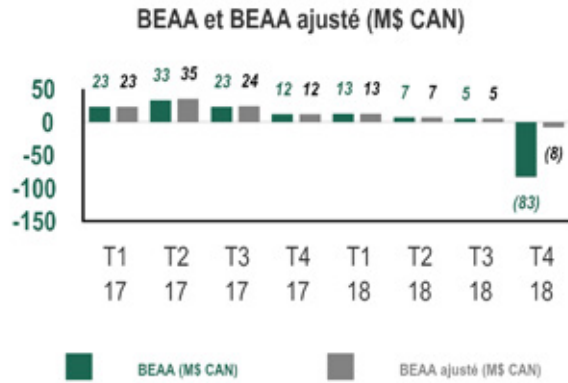 BEAA et BEAA ajusté (M$ CAN)
23 23 33 35 23 24 12 12 13 13 7 7 5 5
50
0
-50
-100
-150
(8)
(83)
T1 T2 T3 T4 T1 T2 T3 T4
17 17 17 17 18 18 18 18
BEAA (M$ CAN) BEAA ajusté (M$ CAN)